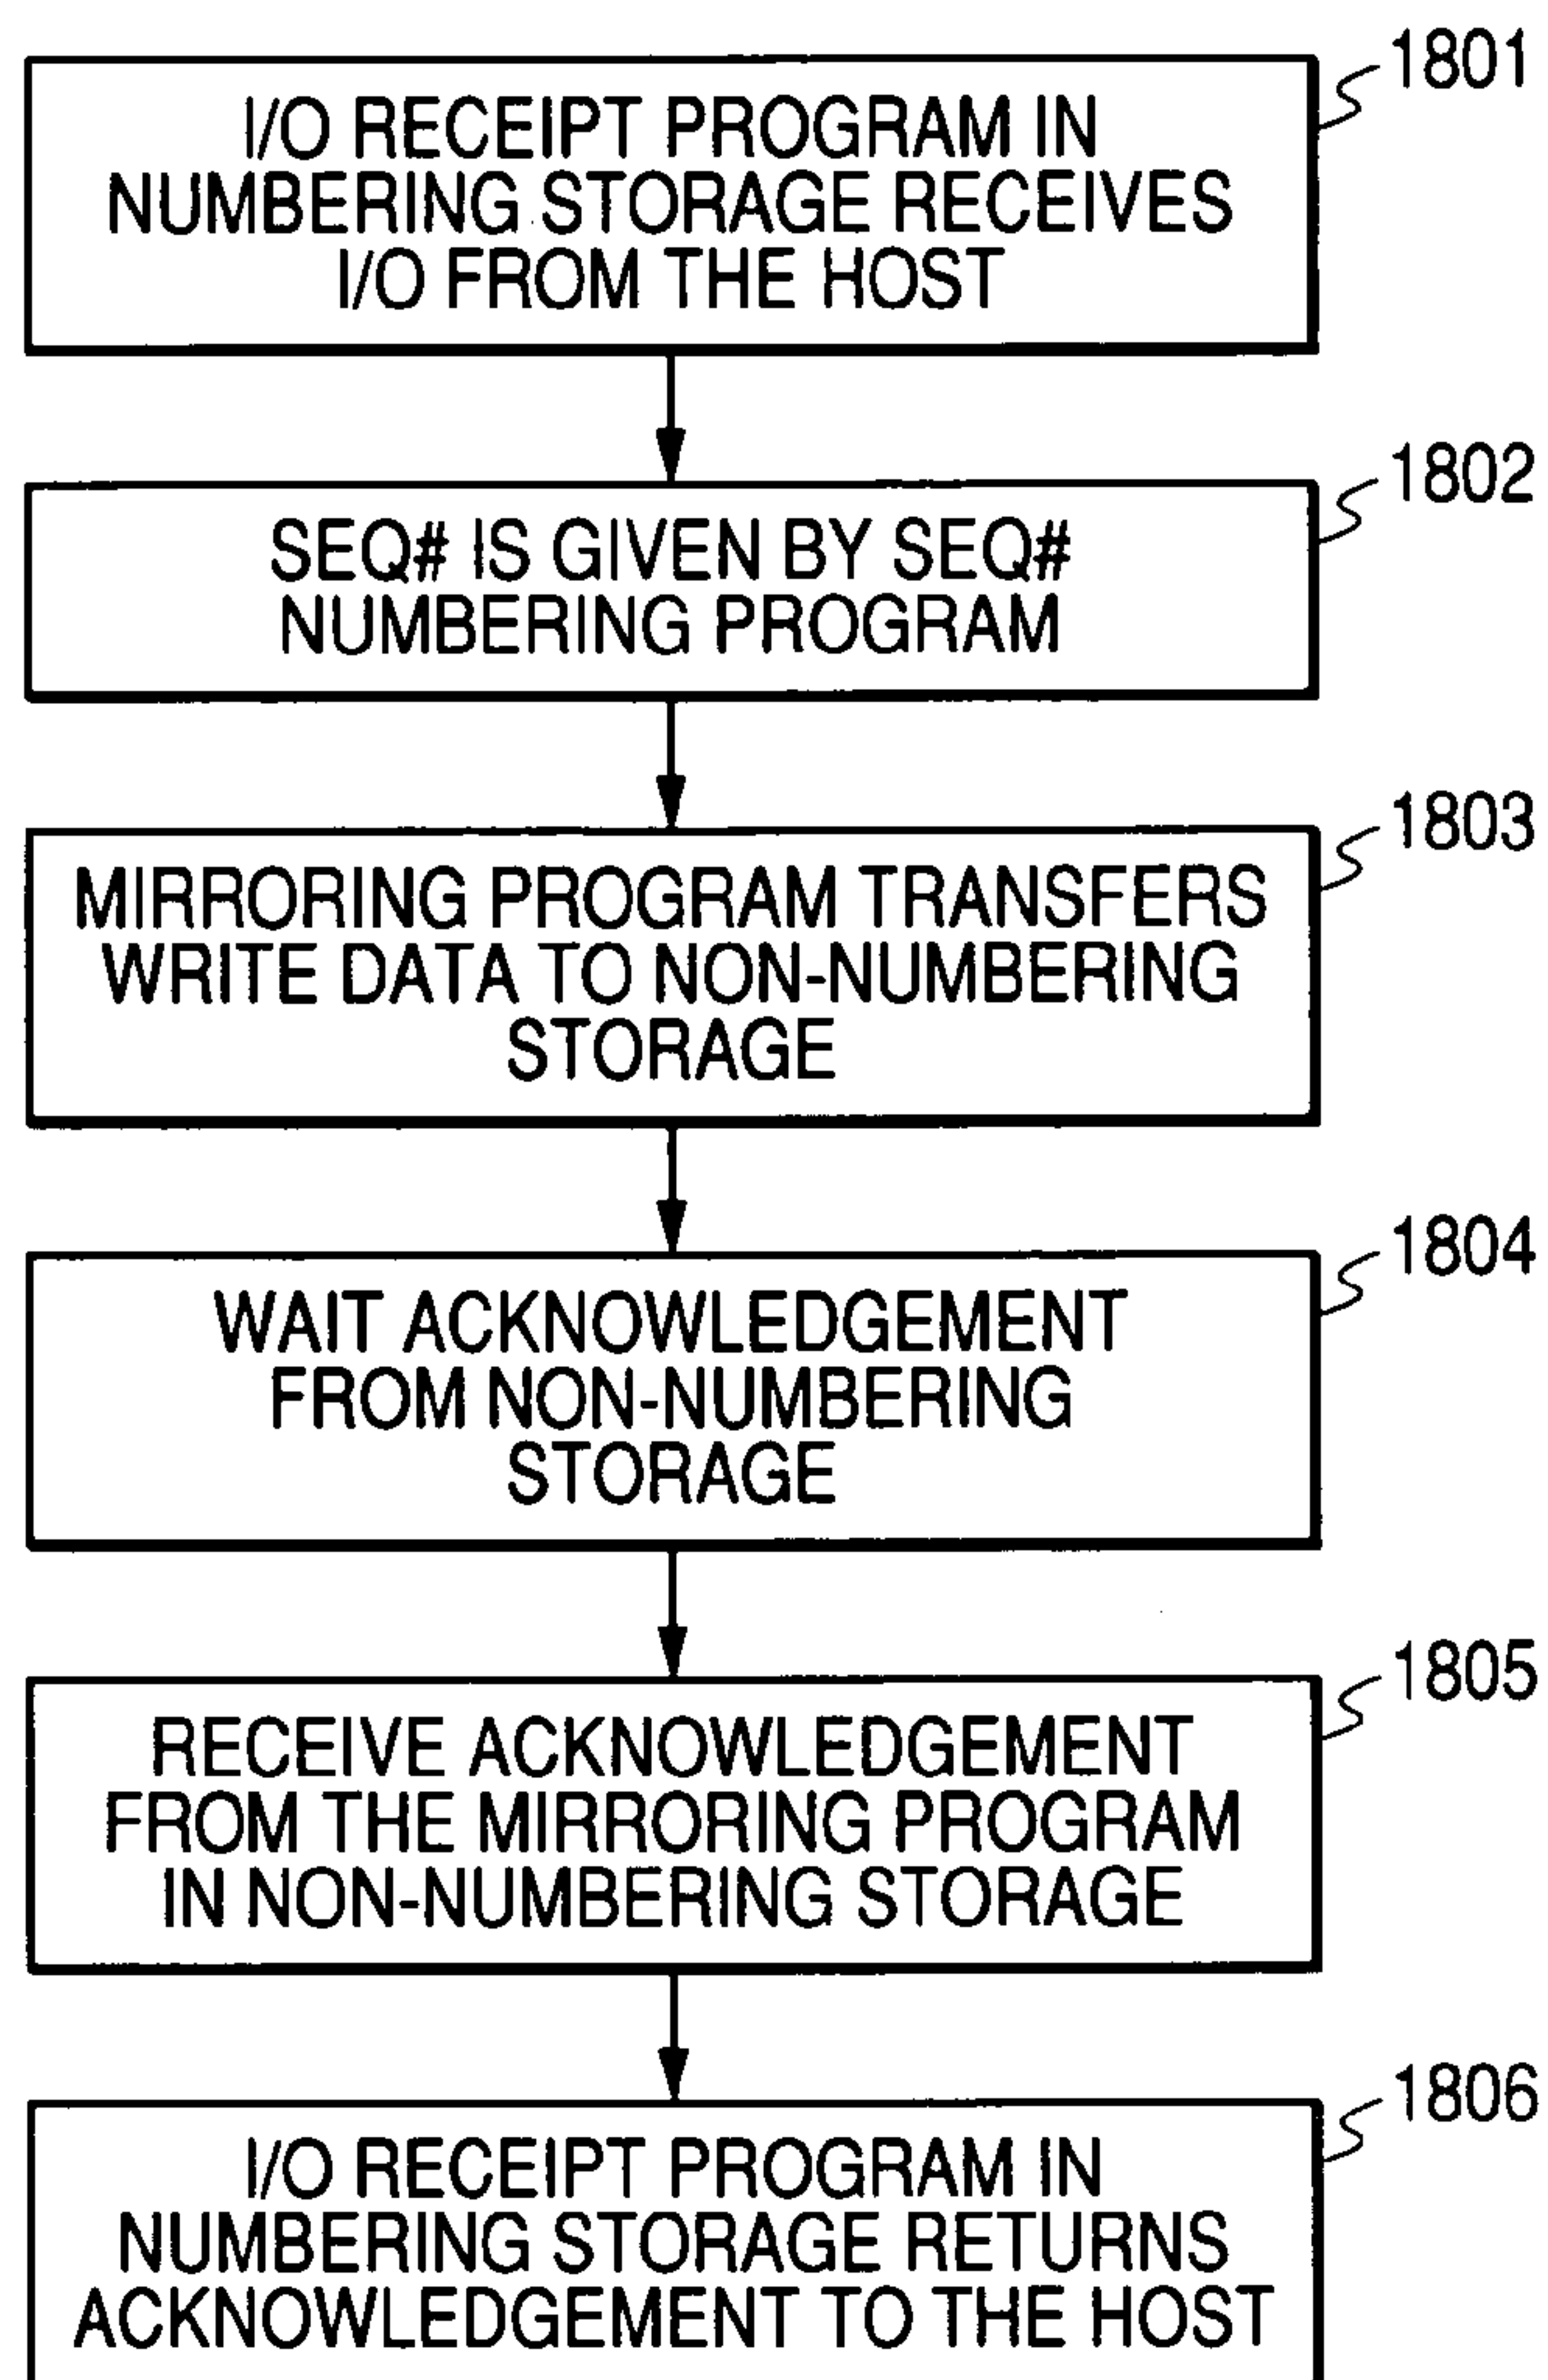 1801
I/O RECEIPT PROGRAM IN
NUMBERING STORAGE RECEIVES
I/O FROM THE HOST
1802
SEQ# IS GIVEN BY SEQ#
NUMBERING PROGRAM
1803
MIRRORING PROGRAM TRANSFERS
WRITE DATA TO NON-NUMBERING
STORAGE
1804
WAIT ACKNOWLEDGEMENT
FROM NON-NUMBERING
STORAGE
1805
RECEIVE ACKNOWLEDGEMENT
FROM THE MIRRORING PROGRAM
IN NON-NUMBERING STORAGE
1806
I/O RECEIPT PROGRAM IN
NUMBERING STORAGE RETURNS
ACKNOWLEDGEMENT TO THE HOST